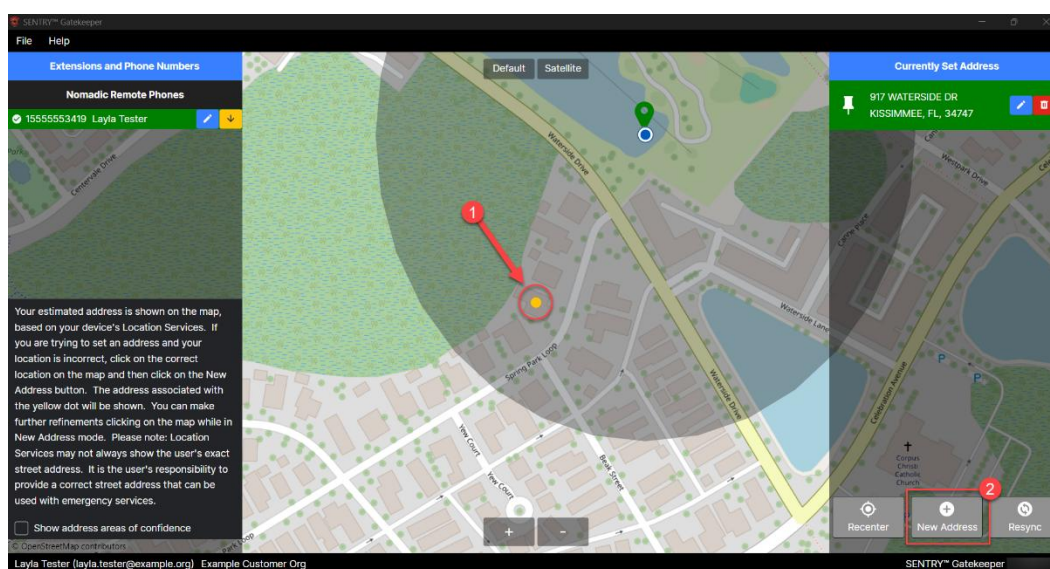 SENTRY™ Gatekeeper
File Help
Extensions and Phone Numbers
Nomadic Remote Phones
15555553419 Layla Tester
Centervale Drive
Your estimated address is shown on the map,
based on your device's Location Services. If
you are trying to set an address and your
location is incorrect, click on the correct
location on the map and then click on the New
Address button. The address associated with
the yellow dot will be shown. You can make
further refinements clicking on the map while in
New Address mode. Please note: Location
Services may not always show the user's exact
street address. It is the user's responsibility to
provide a correct street address that can be
used with emergency services.
Show address areas of confidence
© OpenStreetMap contributors
Default Satellite
Waterside Drive
1
Spring Park Loop
Waterside Drive
Waterside Lane
Yew Court
Yew Court
Beak Street
Park Loop
+ -
Currently Set Address
917 WATERSIDE DR
KISSIMMEE, FL, 34747
Westpark Drive
Canne Place
Celebration Avenue
P
P
Corpus
Christi
Catholic
Church
2
Recenter
New Address
Resync
Layla Tester (layla.tester@example.org) Example Customer Org
SENTRY™ Gatekeeper